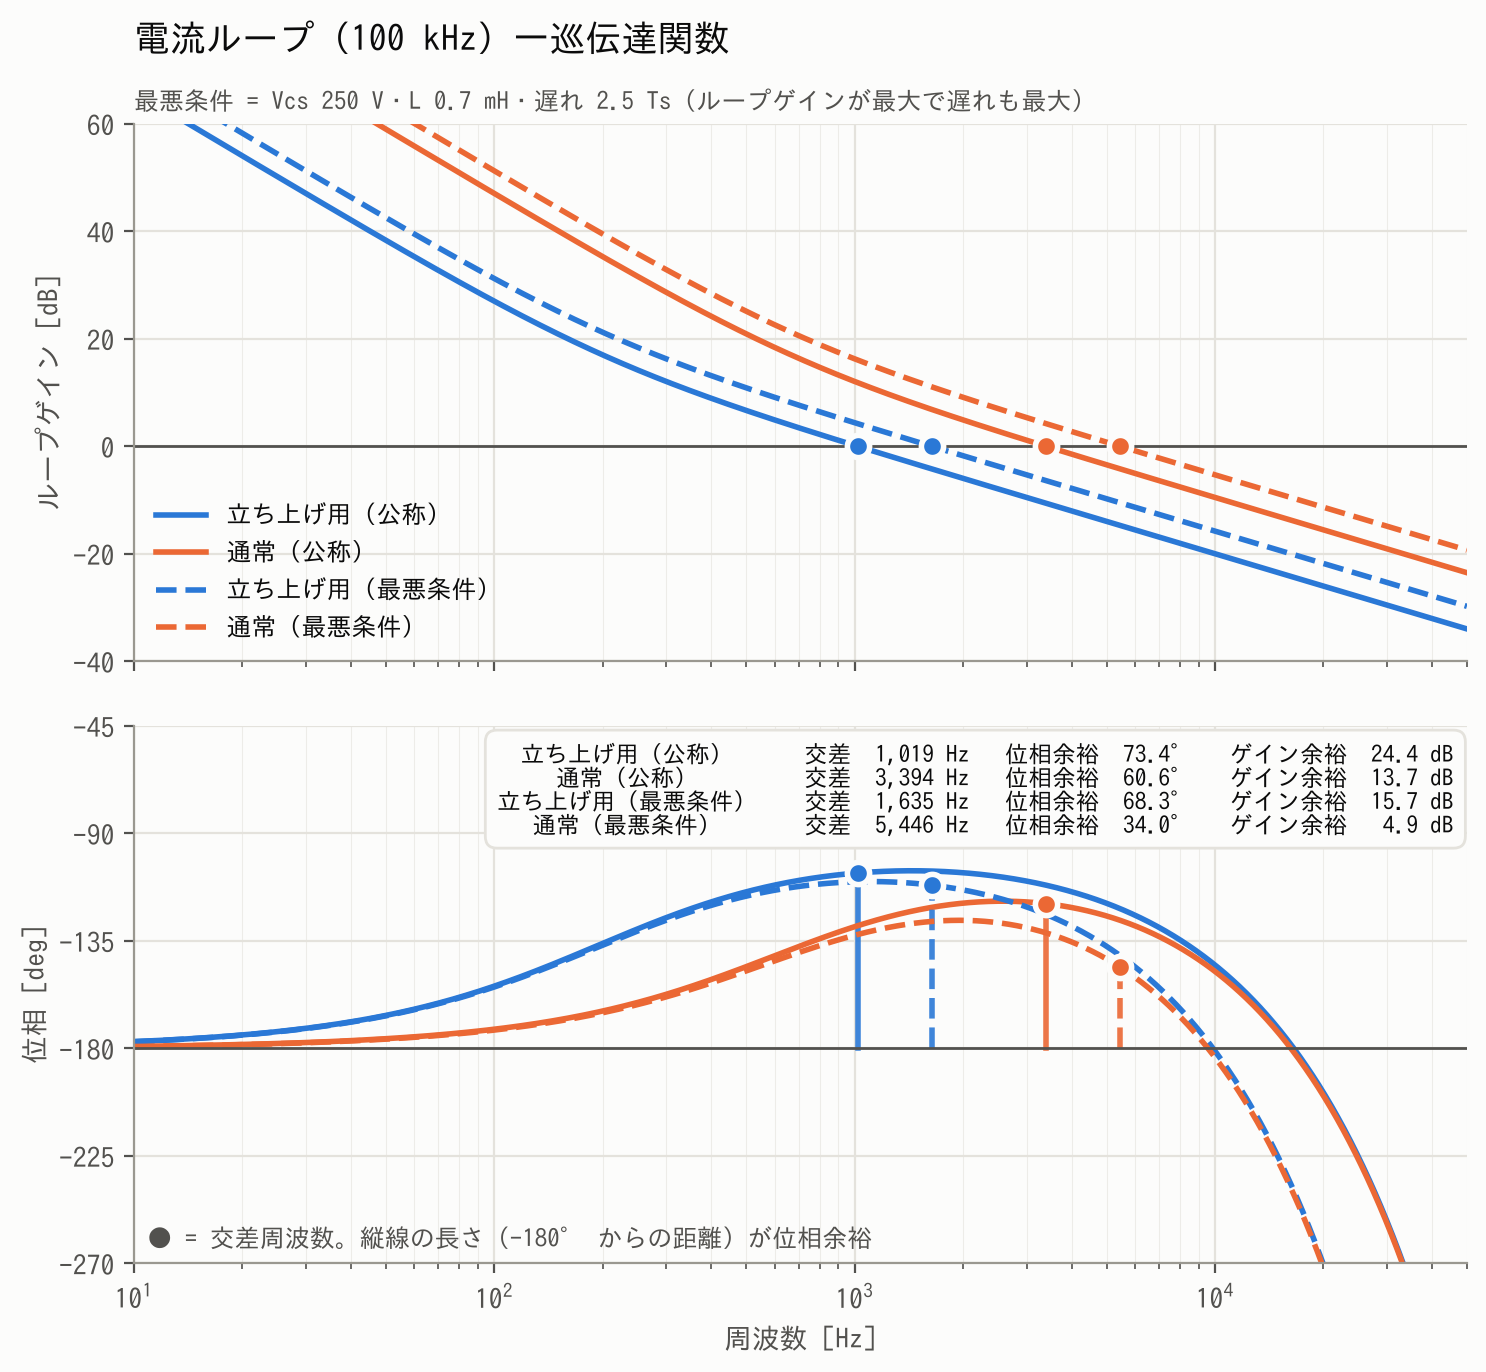 電流ループ（100 kHz）一巡伝達関数
最悪条件 = Vcs 250 V・L 0.7 mH・遅れ 2.5 Ts（ループゲインが最大で遅れも最大）
ループゲイン [dB]
60
40
20
0
−20
−40
立ち上げ用（公称）
通常（公称）
立ち上げ用（最悪条件）
通常（最悪条件）
位相 [deg]
−45
−90
−135
−180
−225
−270
立ち上げ用（公称） 交差 1,019 Hz 位相余裕 73.4° ゲイン余裕 24.4 dB
通常（公称） 交差 3,394 Hz 位相余裕 60.6° ゲイン余裕 13.7 dB
立ち上げ用（最悪条件） 交差 1,635 Hz 位相余裕 68.3° ゲイン余裕 15.7 dB
通常（最悪条件） 交差 5,446 Hz 位相余裕 34.0° ゲイン余裕 4.9 dB
● = 交差周波数。縦線の長さ（−180° からの距離）が位相余裕
10¹ 10² 10³ 10⁴
周波数 [Hz]